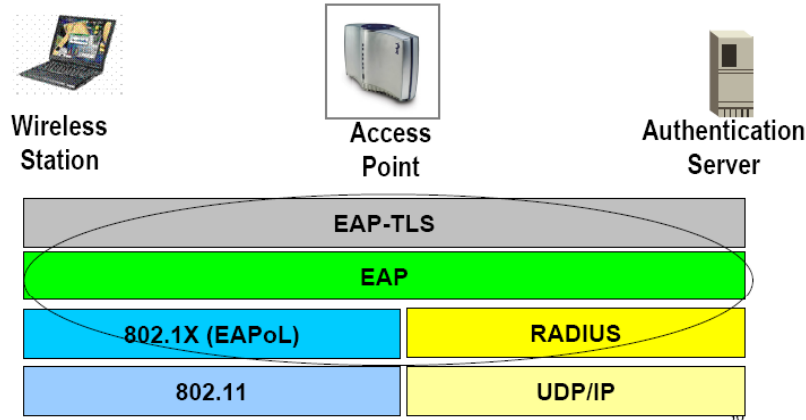 Wireless
Station
Access
Point
Authentication
Server
EAP-TLS
EAP
802.1X (EAPoL)
RADIUS
802.11
UDP/IP